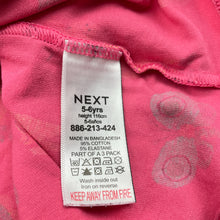 NEXT
5-6yrs
height 116cm
5-6años
886-213-424
MADE IN BANGLADESH
95% COTTON
5% ELASTANE
PART OF A 3 PACK
Wash inside out
iron on reverse
KEEP AWAY FROM FIRE